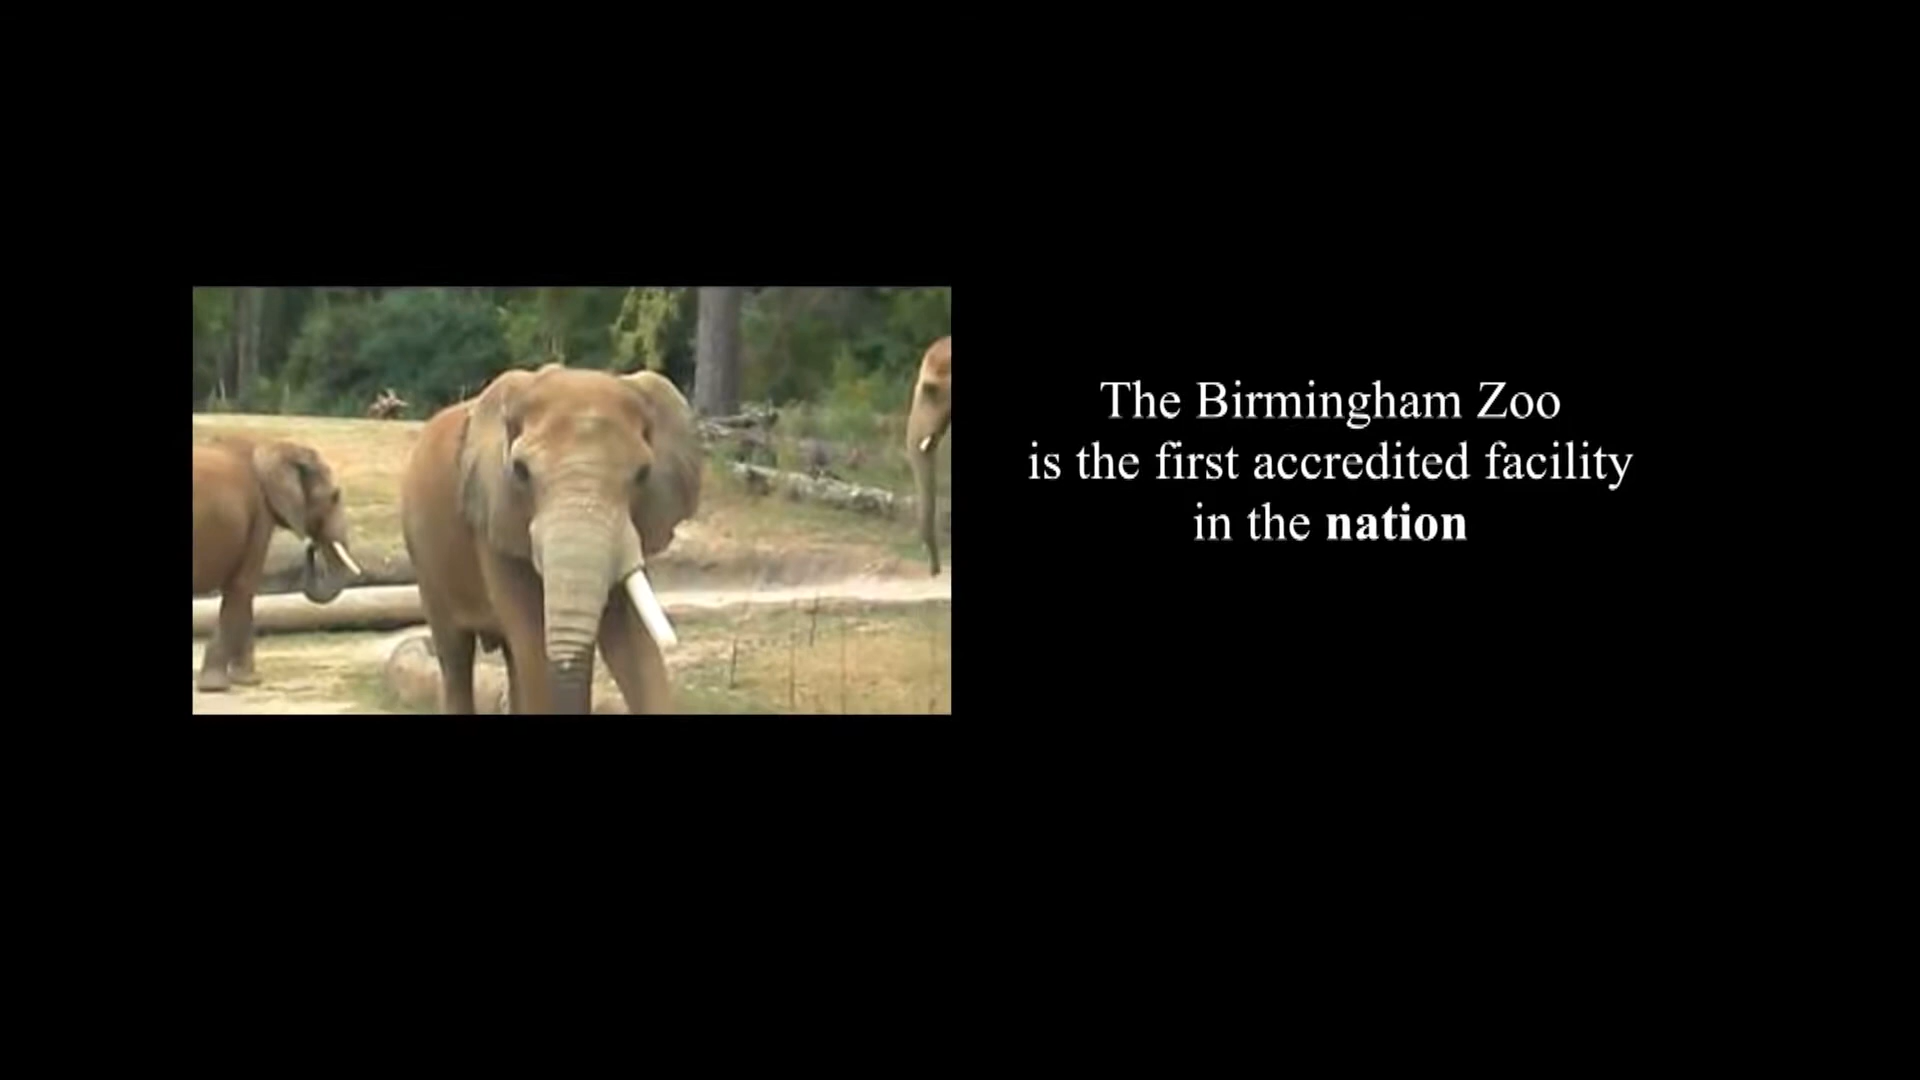 The Birmingham Zoo
is the first accredited facility
in the nation